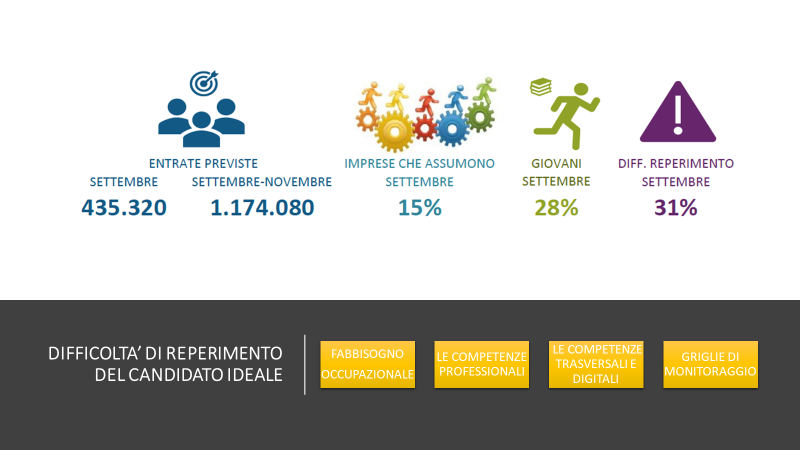 ENTRATE PREVISTE
SETTEMBRE
SETTEMBRE-NOVEMBRE
435.320
1.174.080
IMPRESE CHE ASSUMONO
SETTEMBRE
15%
GIOVANI
SETTEMBRE
28%
DIFF. REPERIMENTO
SETTEMBRE
31%
DIFFICOLTA' DI REPERIMENTO
DEL CANDIDATO IDEALE
FABBISOGNO
OCCUPAZIONALE
LE COMPETENZE
PROFESSIONALI
LE COMPETENZE
TRASVERSALI E
DIGITALI
GRIGLIE DI
MONITORAGGIO